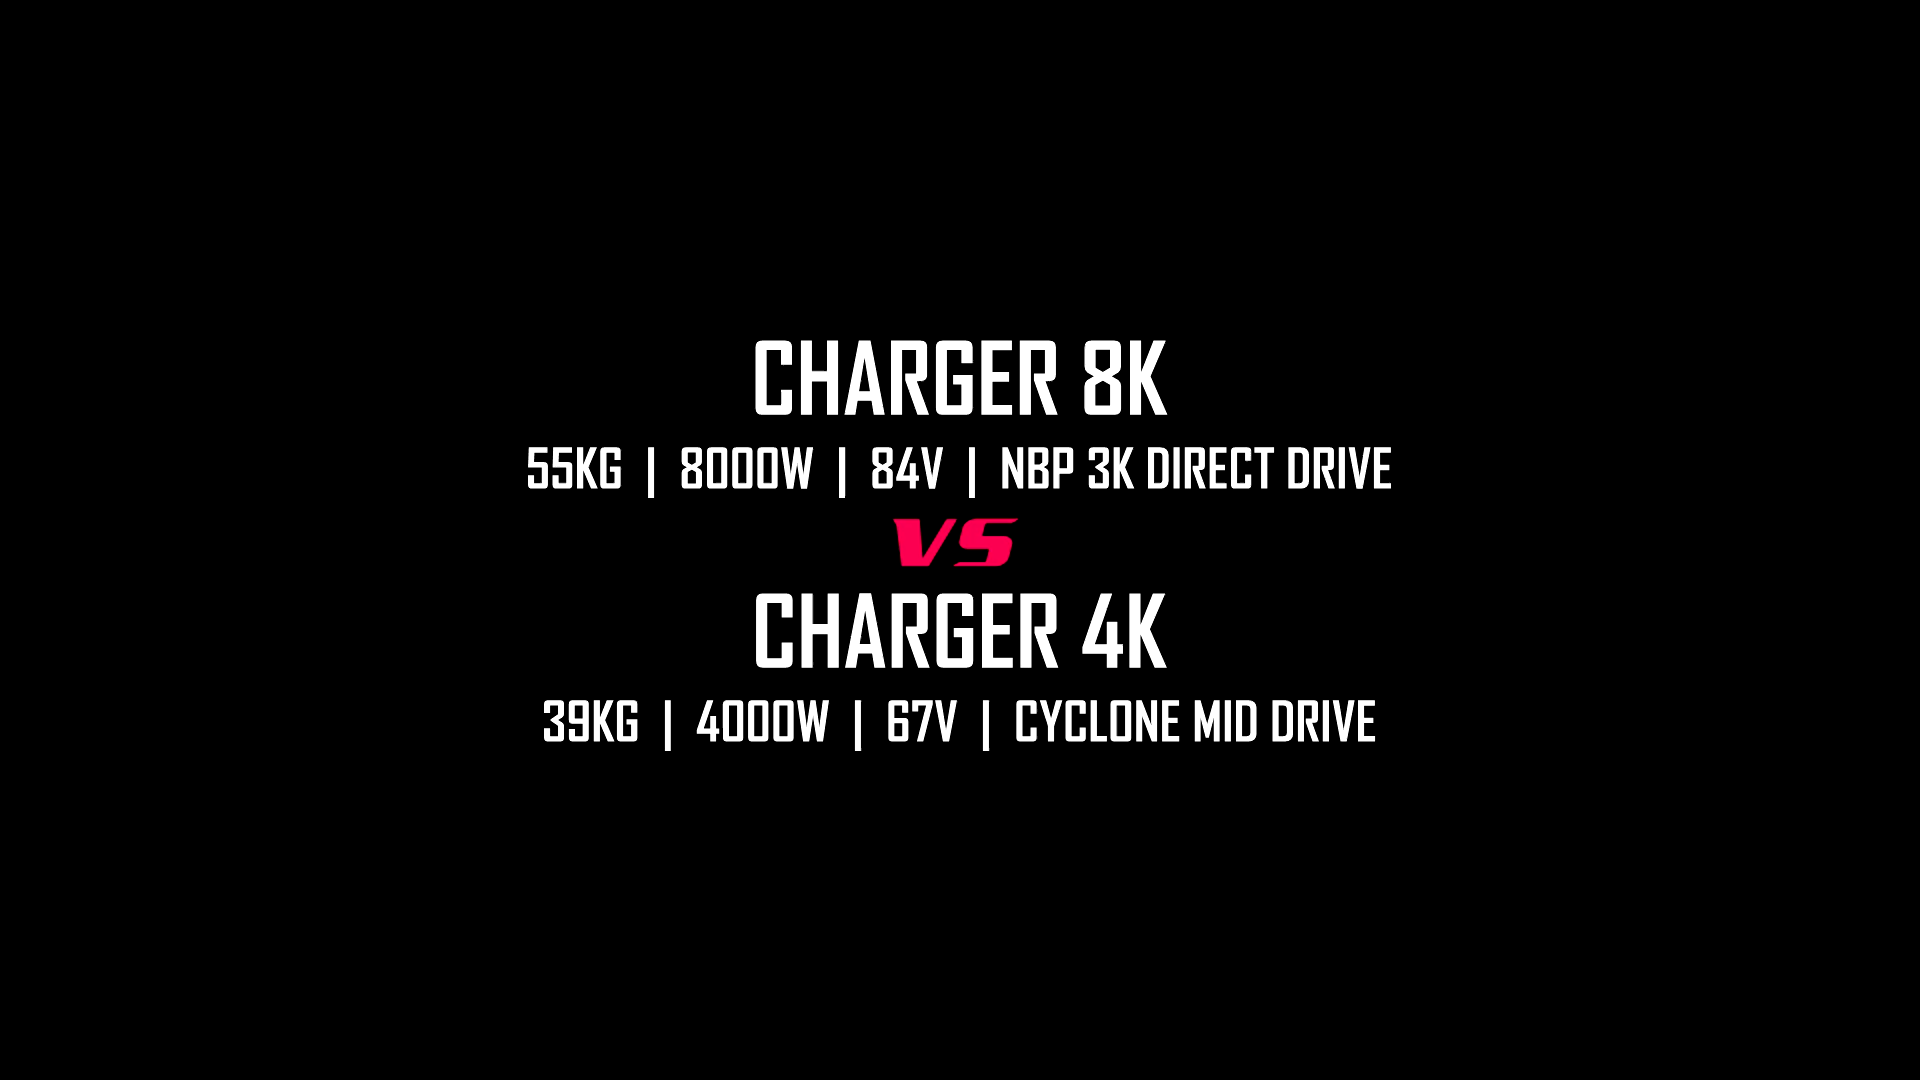 CHARGER 8K
55KG | 8000W | 84V | NBP 3K DIRECT DRIVE
VS
CHARGER 4K
39KG | 4000W | 67V | CYCLONE MID DRIVE